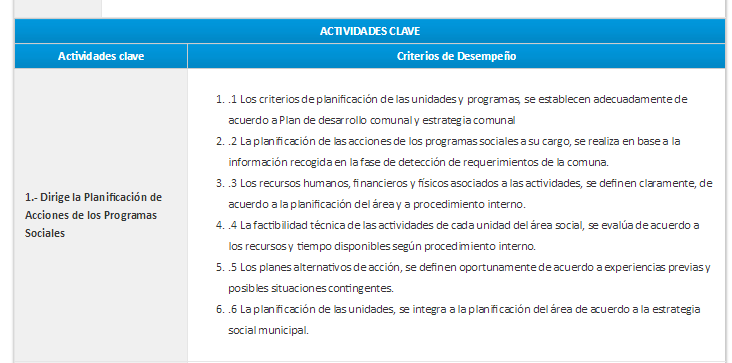 ACTIVIDADES CLAVE
Actividades clave
Criterios de Desempeño
1.- Dirige la Planificación de
Acciones de los Programas
Sociales
1. .1 Los criterios de planificación de las unidades y programas, se establecen adecuadamente de
acuerdo a Plan de desarrollo comunal y estrategia comunal
2. .2 La planificación de las acciones de los programas sociales a su cargo, se realiza en base a la
información recogida en la fase de detección de requerimientos de la comuna.
3. .3 Los recursos humanos, financieros y físicos asociados a las actividades, se definen claramente, de
acuerdo a la planificación del área y a procedimiento interno.
4. .4 La factibilidad técnica de las actividades de cada unidad del área social, se evalúa de acuerdo a
los recursos y tiempo disponibles según procedimiento interno.
5. .5 Los planes alternativos de acción, se definen oportunamente de acuerdo a experiencias previas y
posibles situaciones contingentes.
6. .6 La planificación de las unidades, se integra a la planificación del área de acuerdo a la estrategia
social municipal.